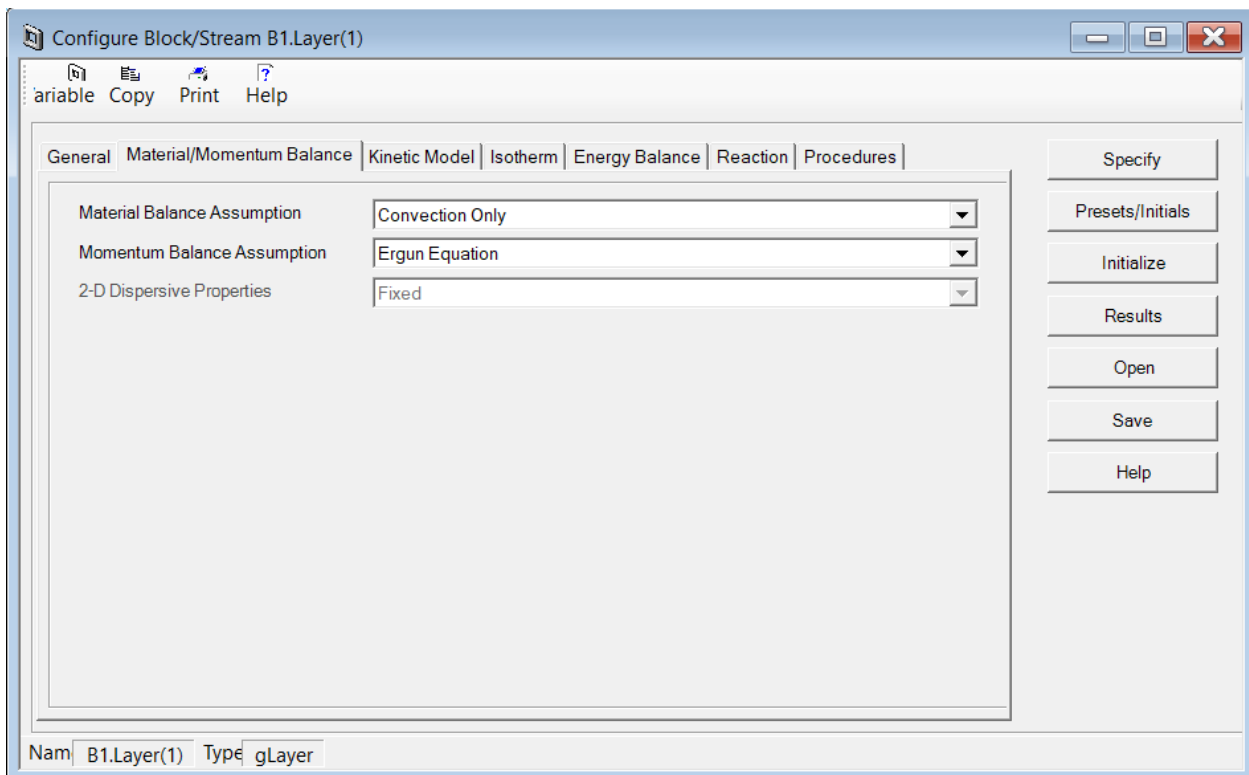 Configure Block/Stream B1.Layer(1)
ariable Copy Print Help
General Material/Momentum Balance Kinetic Model Isotherm Energy Balance Reaction Procedures
Material Balance Assumption Convection Only
Momentum Balance Assumption Ergun Equation
2-D Dispersive Properties Fixed
Specify
Presets/Initials
Initialize
Results
Open
Save
Help
Nam B1.Layer(1) Type gLayer